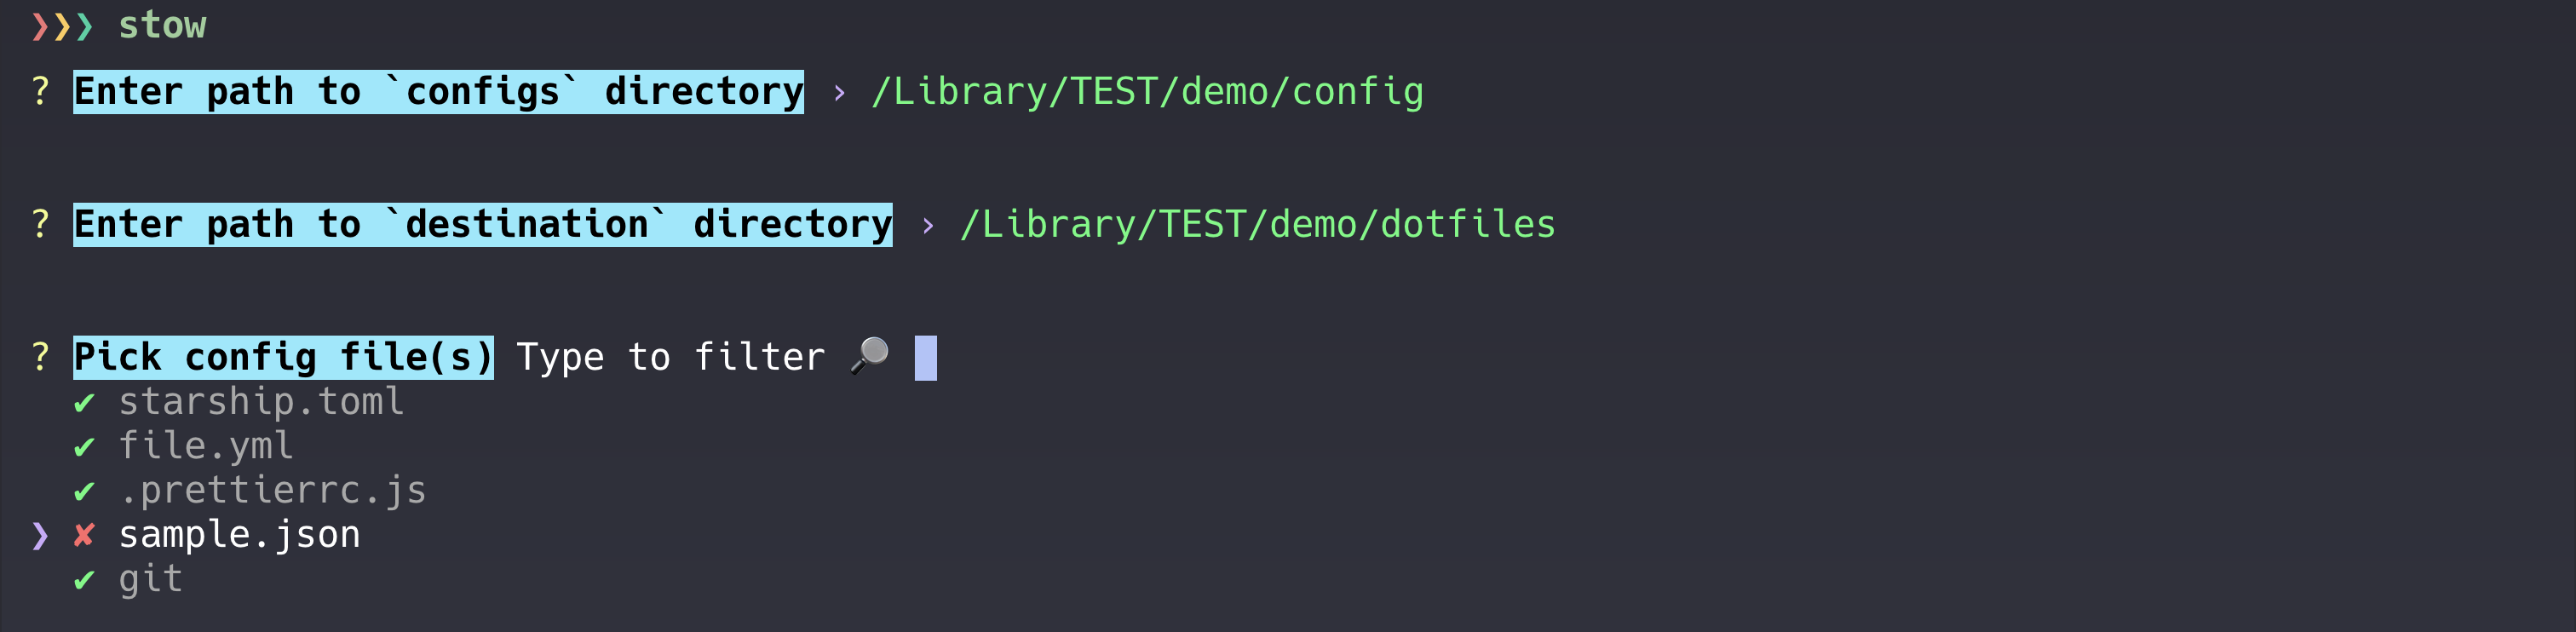 ❯❯❯ stow
? Enter path to `configs` directory › /Library/TEST/demo/config
? Enter path to `destination` directory › /Library/TEST/demo/dotfiles
? Pick config file(s) Type to filter 🔎
✔ starship.toml
✔ file.yml
✔ .prettierrc.js
❯ ✘ sample.json
✔ git